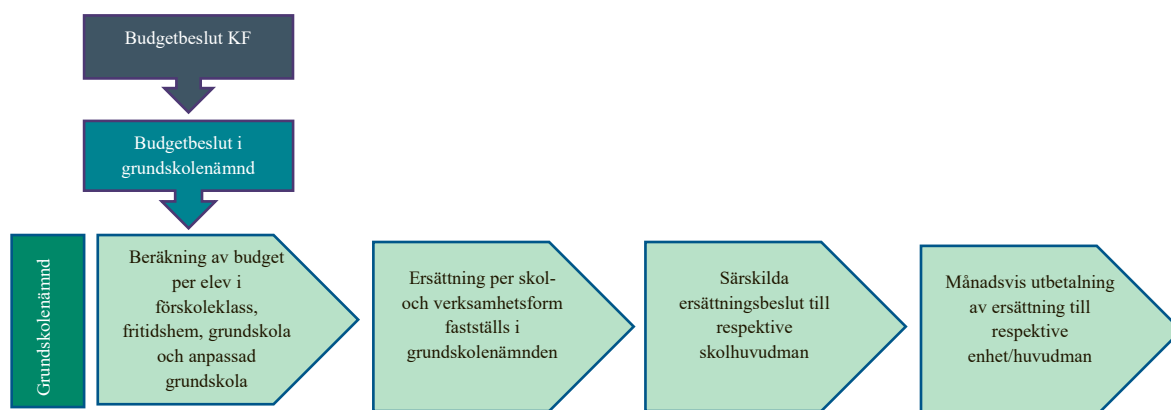 Budgetbeslut KF
Budgetbeslut i
grundskolenämnd
Grundskolenämnd
Beräkning av budget
per elev i
förskoleklass,
fritidshem, grundskola
och anpassad
grundskola
Ersättning per skol-
och verksamhetsform
fastställs i
grundskolenämnden
Särskilda
ersättningsbeslut till
respektive
skolhuvudman
Månadsvis utbetalning
av ersättning till
respektive
enhet/huvudman